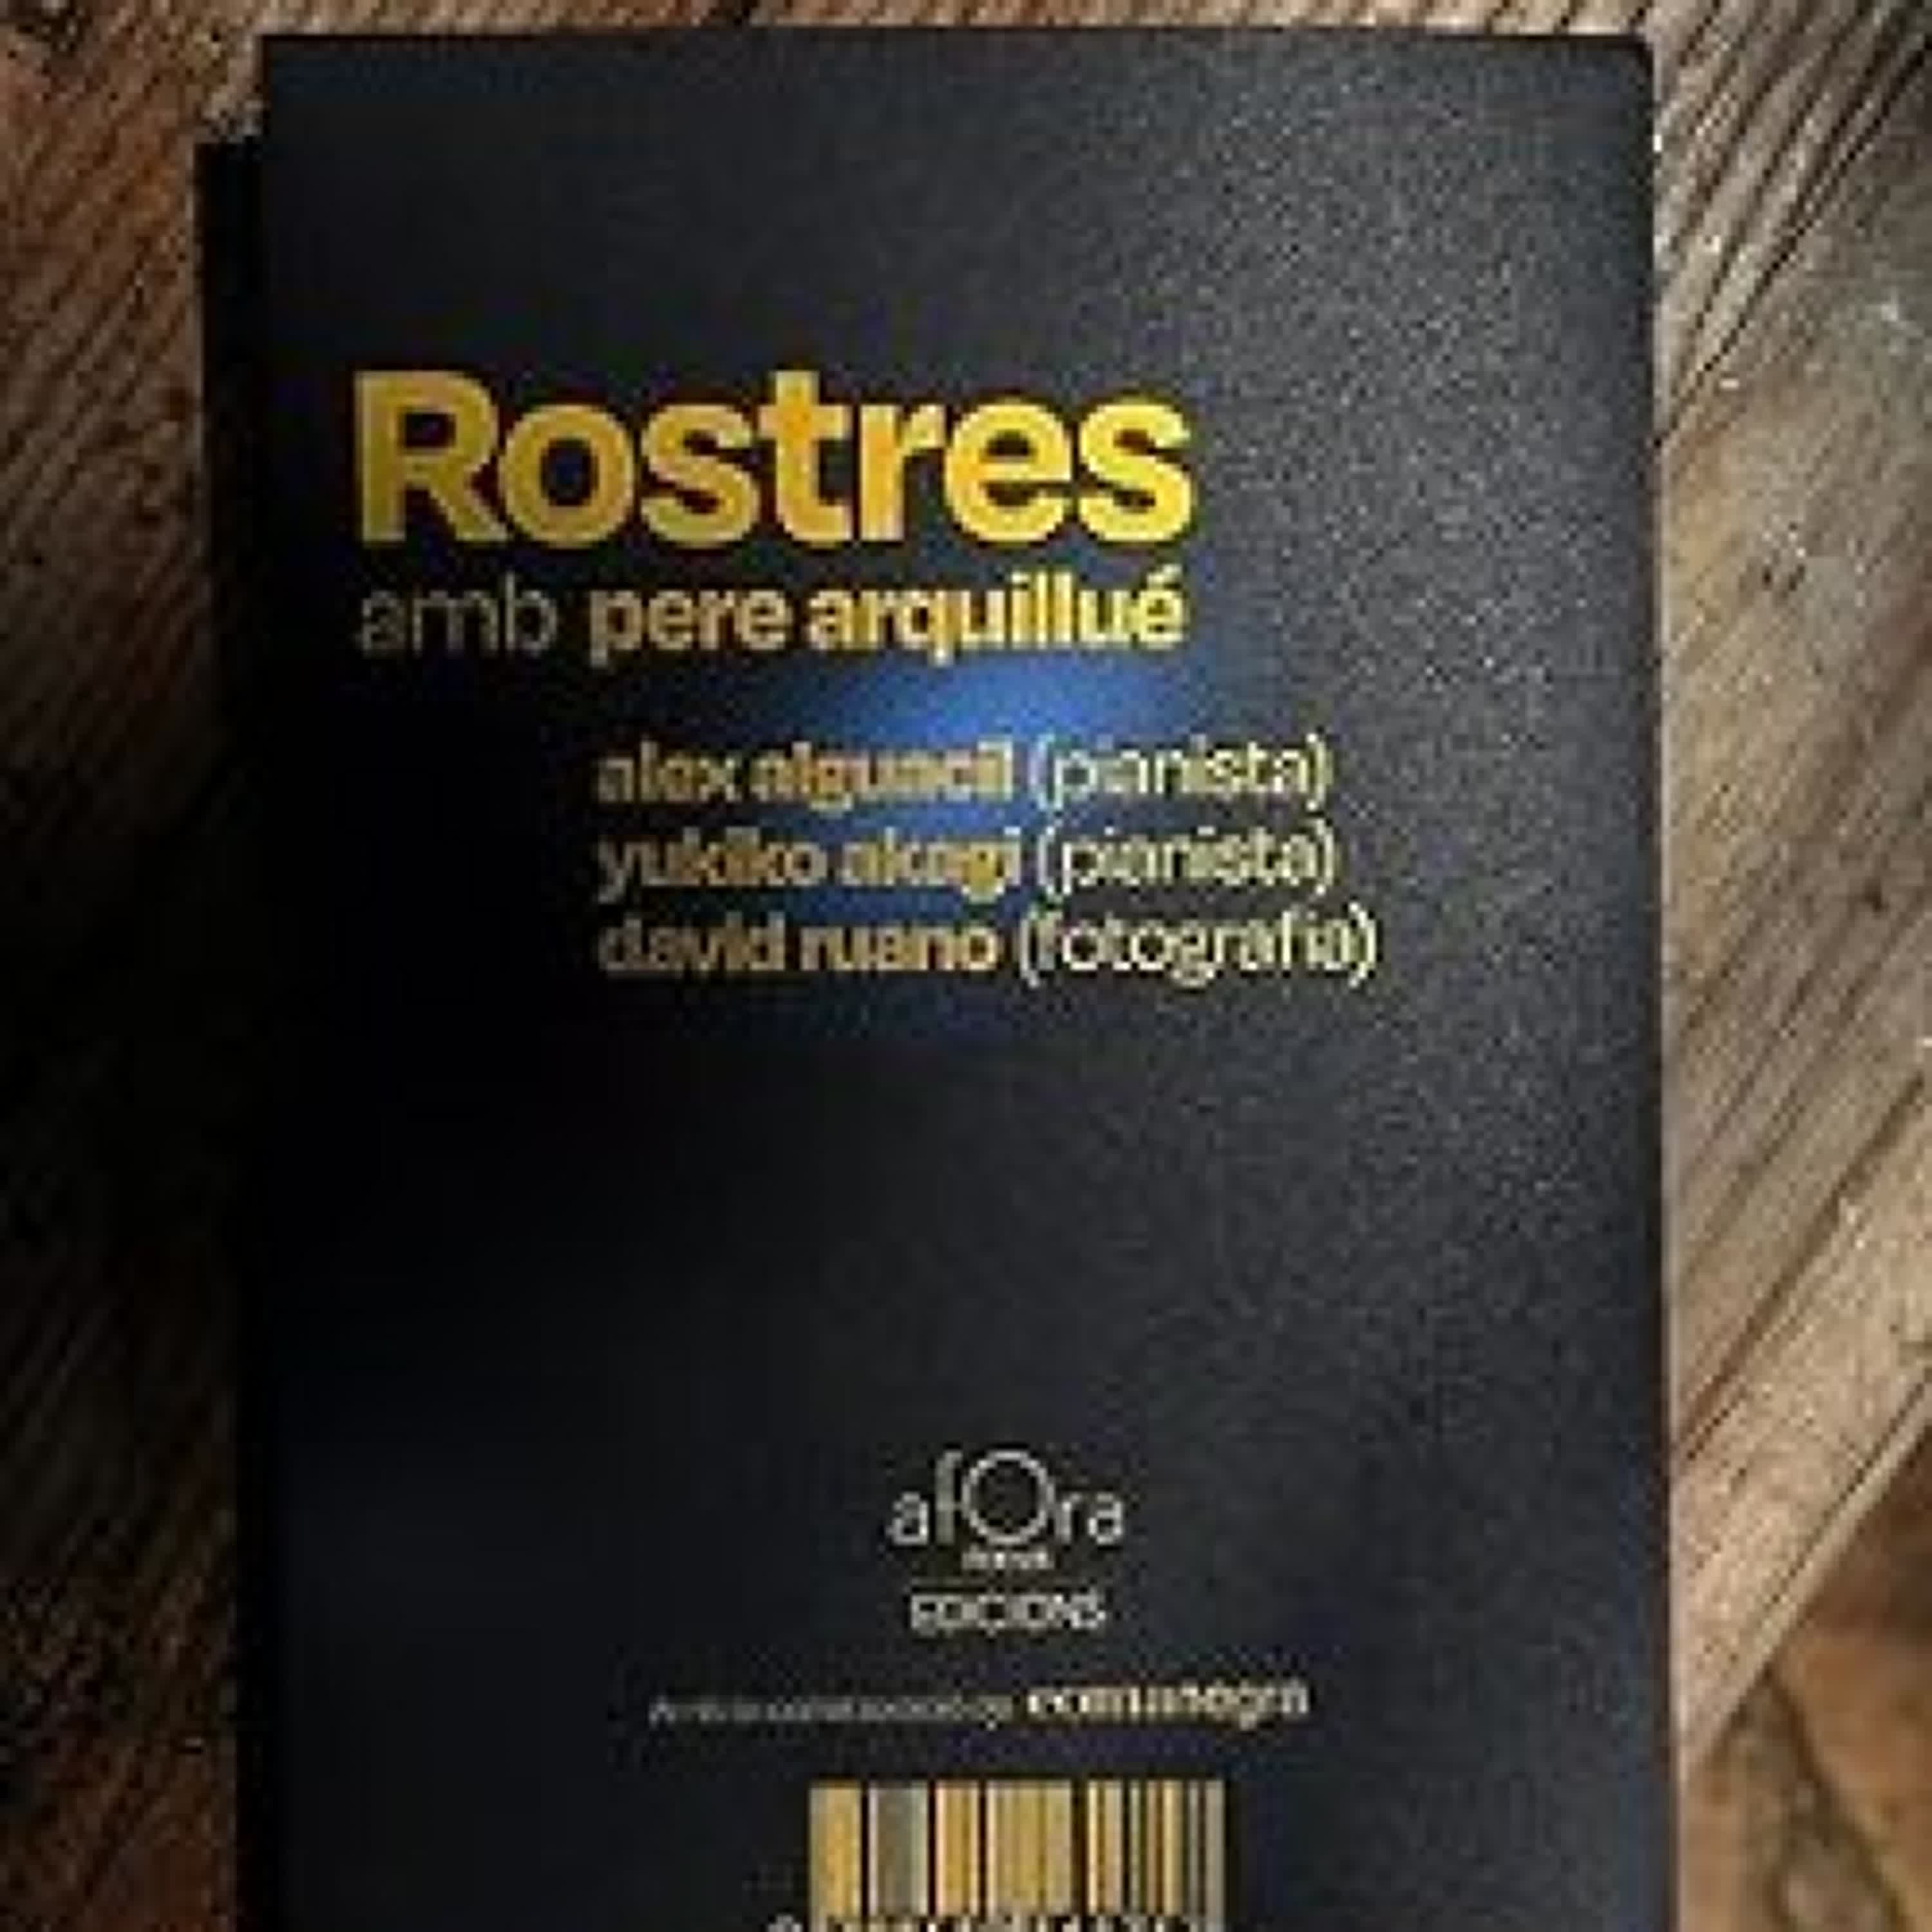 Rostres
amb pere arquillué
alex alguacil (pianista)
yukiko akagi (pianista)
david ruano (fotografia)
afOra
EDICIONS